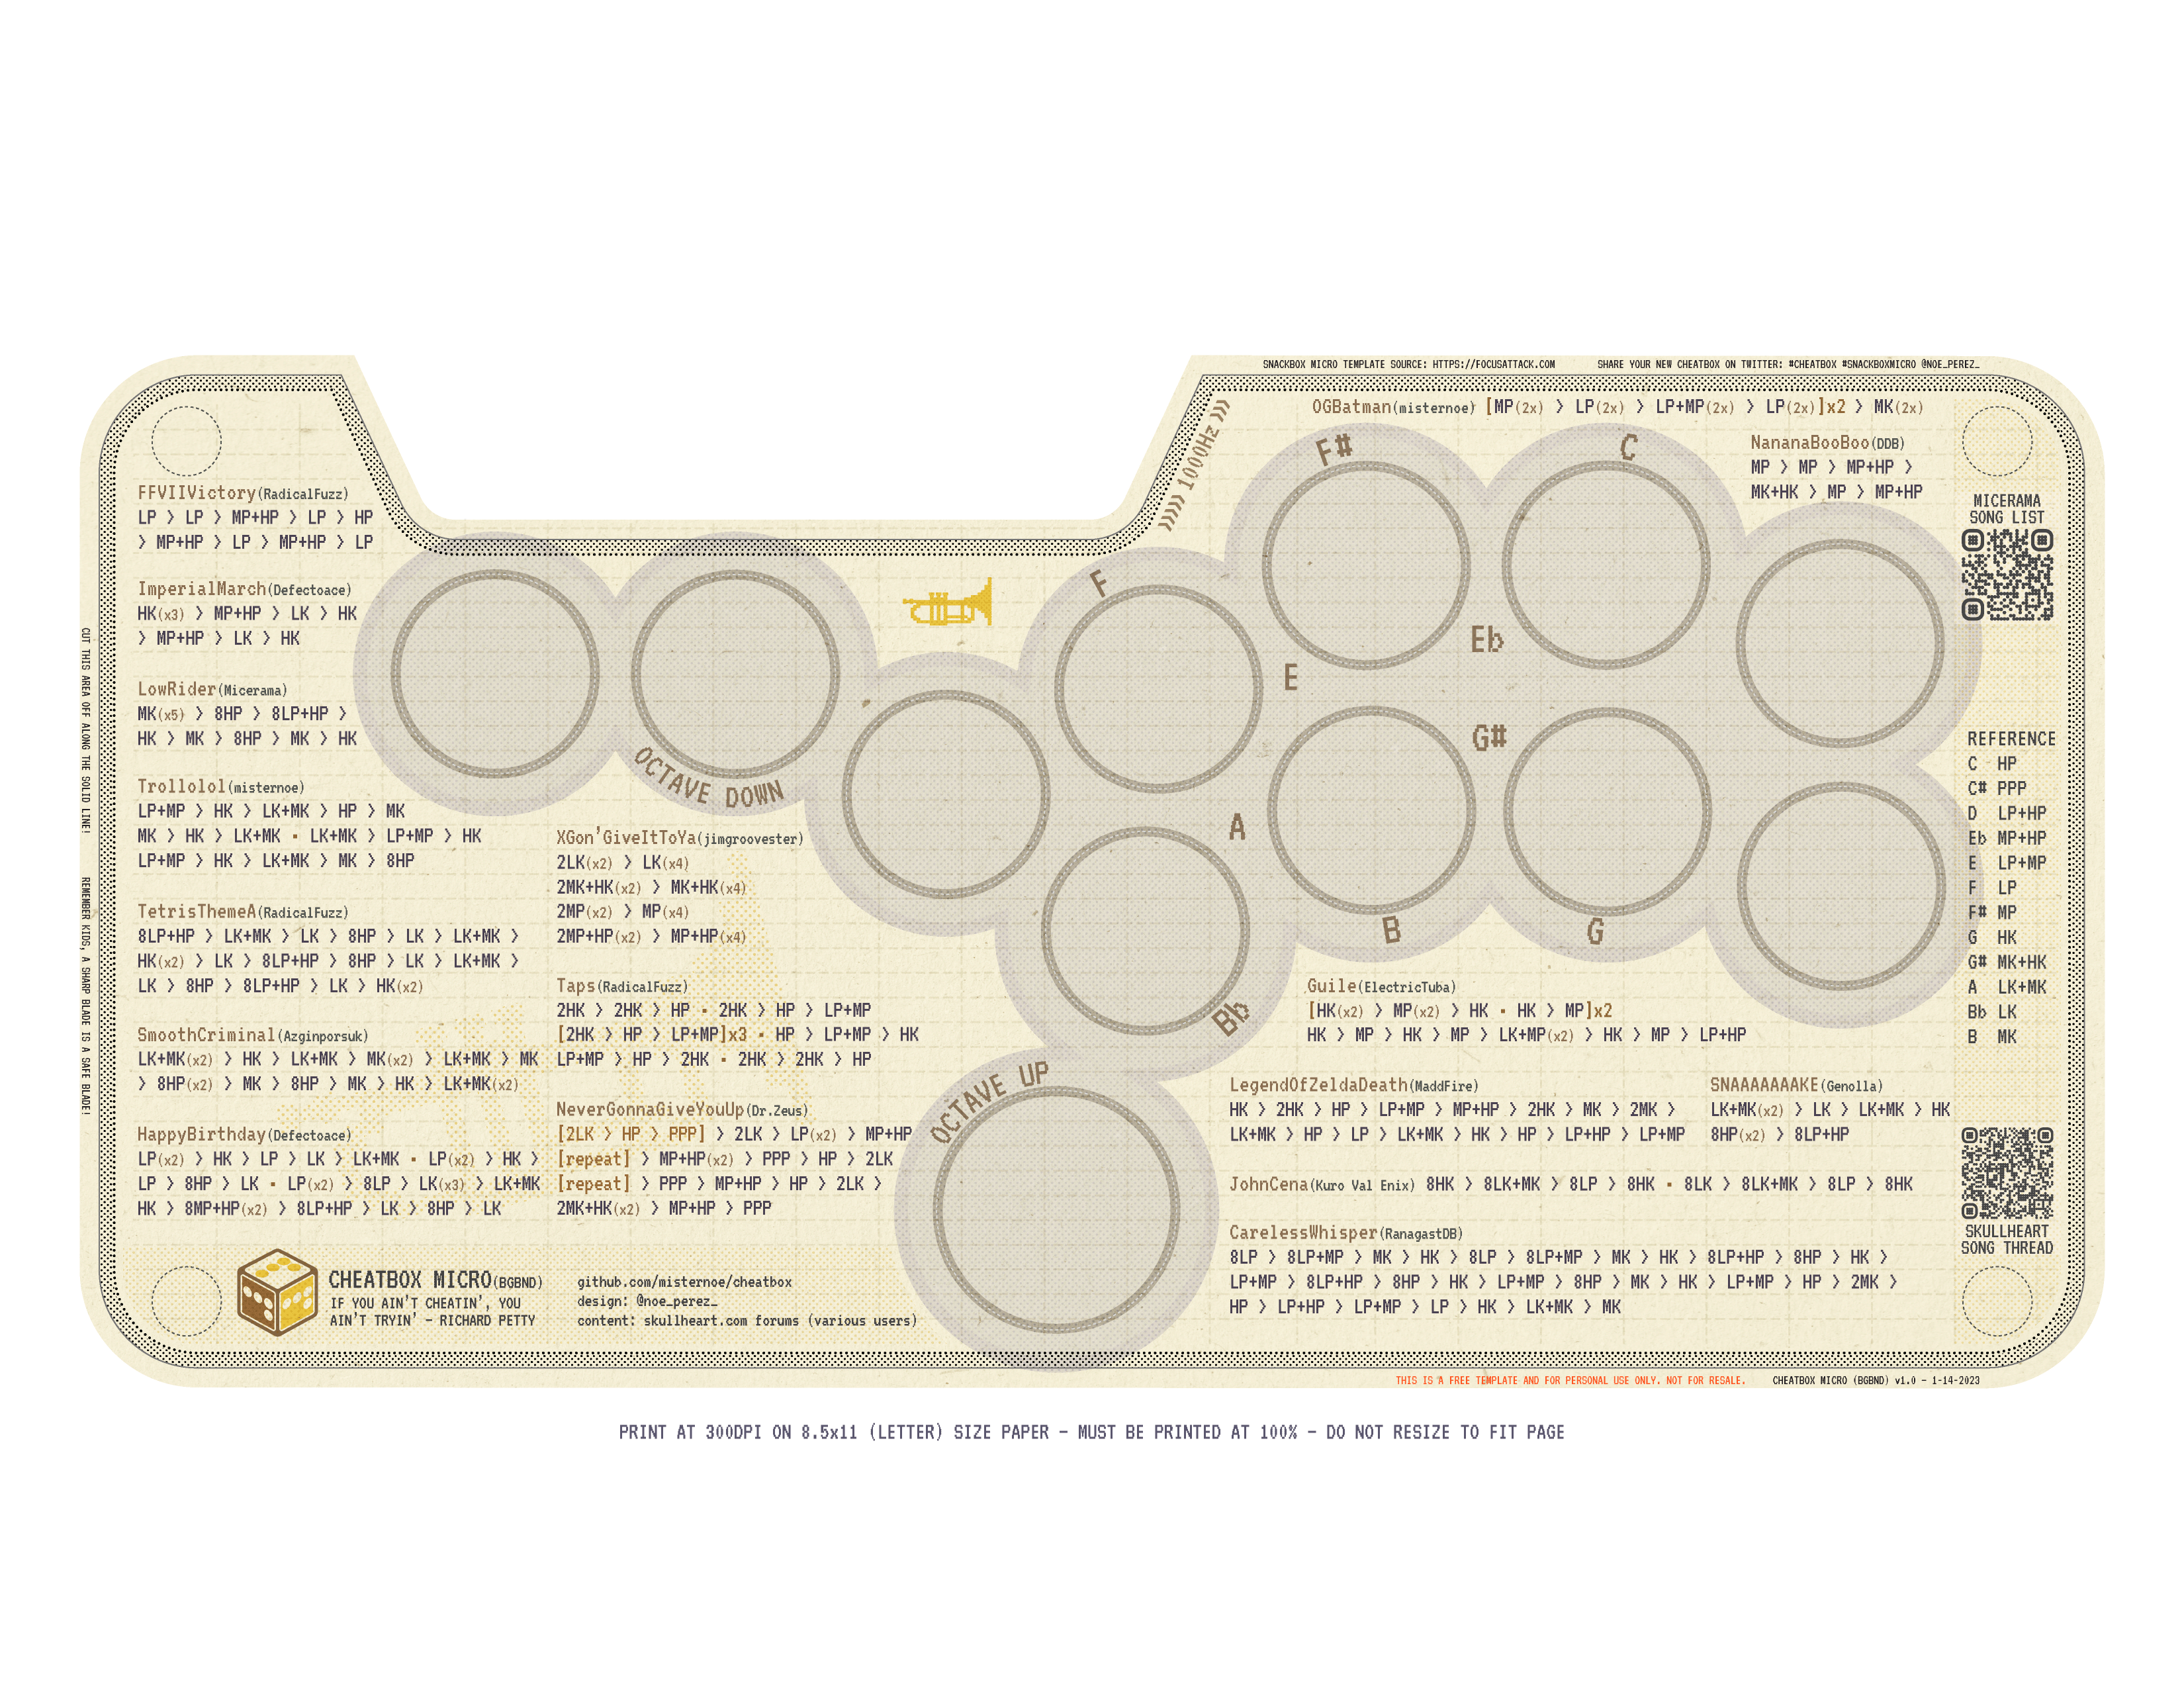 SNACKBOX MICRO TEMPLATE SOURCE: HTTPS://FOCUSATTACK.COM
SHARE YOUR NEW CHEATBOX ON TWITTER: #CHEATBOX #SNACKBOXMICRO @NOE_PEREZ_
CUT THIS AREA OFF ALONG THE SOLID LINE!
REMEMBER KIDS, A SHARP BLADE IS A SAFE BLADE!
FFVIIVictory(RadicalFuzz)
LP > LP > MP+HP > LP > HP
> MP+HP > LP > MP+HP > LP
ImperialMarch(Defectoace)
HK(x3) > MP+HP > LK > HK
> MP+HP > LK > HK
LowRider(Micerama)
MK(x5) > 8HP > 8LP+HP >
HK > MK > 8HP > MK > HK
Trollolol(misternoe)
LP+MP > HK > LK+MK > HP > MK
MK > HK > LK+MK · LK+MK > LP+MP > HK
LP+MP > HK > LK+MK > MK > 8HP
TetrisThemeA(RadicalFuzz)
8LP+HP > LK+MK > LK > 8HP > LK > LK+MK >
HK(x2) > LK > 8LP+HP > 8HP > LK > LK+MK >
LK > 8HP > 8LP+HP > LK > HK(x2)
SmoothCriminal(Azginporsuk)
LK+MK(x2) > HK > LK+MK > MK(x2) > LK+MK > MK
> 8HP(x2) > MK > 8HP > MK > HK > LK+MK(x2)
HappyBirthday(Defectoace)
LP(x2) > HK > LP > LK > LK+MK · LP(x2) > HK >
LP > 8HP > LK · LP(x2) > 8LP > LK(x3) > LK+MK
HK > 8MP+HP(x2) > 8LP+HP > LK > 8HP > LK
XGon'GiveItToYa(jimgroovester)
2LK(x2) > LK(x4)
2MK+HK(x2) > MK+HK(x4)
2MP(x2) > MP(x4)
2MP+HP(x2) > MP+HP(x4)
Taps(RadicalFuzz)
2HK > 2HK > HP · 2HK > HP > LP+MP
[2HK > HP > LP+MP]x3 · HP > LP+MP > HK
LP+MP > HP > 2HK · 2HK > 2HK > HP
NeverGonnaGiveYouUp(Dr.Zeus)
[2LK > HP > PPP] > 2LK > LP(x2) > MP+HP
[repeat] > MP+HP(x2) > PPP > HP > 2LK
[repeat] > PPP > MP+HP > HP > 2LK >
2MK+HK(x2) > MP+HP > PPP
OCTAVE DOWN
OCTAVE UP
>>>>> 1000Hz >>>
F
F#
C
E
Eb
G#
A
B
G
Bb
OGBatman(misternoe) [MP(2x) > LP(2x) > LP+MP(2x) > LP(2x)]x2 > MK(2x)
NananaBooBoo(DDB)
MP > MP > MP+HP >
MK+HK > MP > MP+HP
MICERAMA
SONG LIST
REFERENCE
C HP
C# PPP
D LP+HP
Eb MP+HP
E LP+MP
F LP
F# MP
G HK
G# MK+HK
A LK+MK
Bb LK
B MK
Guile(ElectricTuba)
[HK(x2) > MP(x2) > HK · HK > MP]x2
HK > MP > HK > MP > LK+MP(x2) > HK > MP > LP+HP
LegendOfZeldaDeath(MaddFire)
HK > 2HK > HP > LP+MP > MP+HP > 2HK > MK > 2MK >
LK+MK > HP > LP > LK+MK > HK > HP > LP+HP > LP+MP
SNAAAAAAAKE(Genolla)
LK+MK(x2) > LK > LK+MK > HK
8HP(x2) > 8LP+HP
JohnCena(Kuro Val Enix) 8HK > 8LK+MK > 8LP > 8HK · 8LK > 8LK+MK > 8LP > 8HK
CarelessWhisper(RanagastDB)
8LP > 8LP+MP > MK > HK > 8LP > 8LP+MP > MK > HK > 8LP+HP > 8HP > HK >
LP+MP > 8LP+HP > 8HP > HK > LP+MP > 8HP > MK > HK > LP+MP > HP > 2MK >
HP > LP+HP > LP+MP > LP > HK > LK+MK > MK
SKULLHEART
SONG THREAD
CHEATBOX MICRO(BGBND)
IF YOU AIN'T CHEATIN', YOU
AIN'T TRYIN' - RICHARD PETTY
github.com/misternoe/cheatbox
design: @noe_perez_
content: skullheart.com forums (various users)
THIS IS A FREE TEMPLATE AND FOR PERSONAL USE ONLY. NOT FOR RESALE.
CHEATBOX MICRO (BGBND) v1.0 - 1-14-2023
PRINT AT 300DPI ON 8.5x11 (LETTER) SIZE PAPER - MUST BE PRINTED AT 100% - DO NOT RESIZE TO FIT PAGE